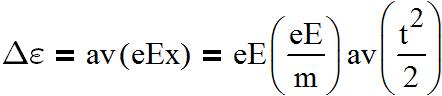 Δε = av(eEx) = eE(eE/m)av(t²/2)